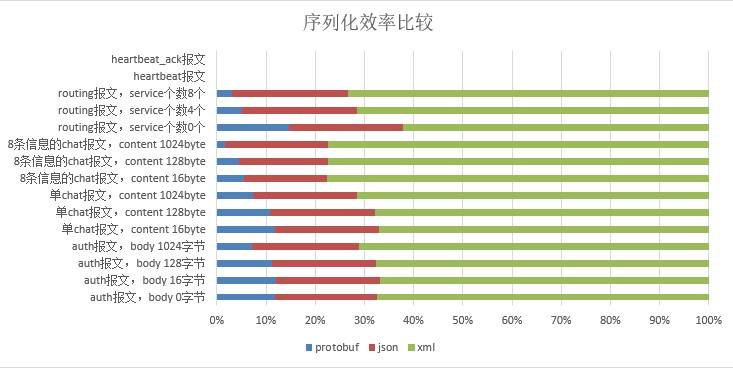 序列化效率比较
heartbeat_ack报文
heartbeat报文
routing报文，service个数8个
routing报文，service个数4个
routing报文，service个数0个
8条信息的chat报文，content 1024byte
8条信息的chat报文，content 128byte
8条信息的chat报文，content 16byte
单chat报文，content 1024byte
单chat报文，content 128byte
单chat报文，content 16byte
auth报文，body 1024字节
auth报文，body 128字节
auth报文，body 16字节
auth报文，body 0字节
0% 10% 20% 30% 40% 50% 60% 70% 80% 90% 100%
protobuf json xml